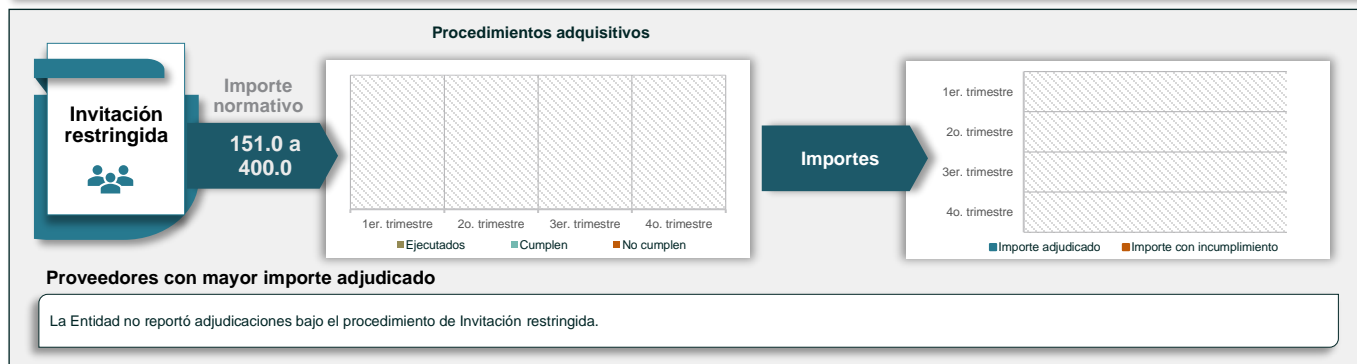 Procedimientos adquisitivos
Invitación
restringida
Importe
normativo
151.0 a
400.0
1er. trimestre
2o. trimestre
3er. trimestre
4o. trimestre
Ejecutados
Cumplen
No cumplen
Importes
1er. trimestre
2o. trimestre
3er. trimestre
4o. trimestre
Importe adjudicado
Importe con incumplimiento
Proveedores con mayor importe adjudicado
La Entidad no reportó adjudicaciones bajo el procedimiento de Invitación restringida.